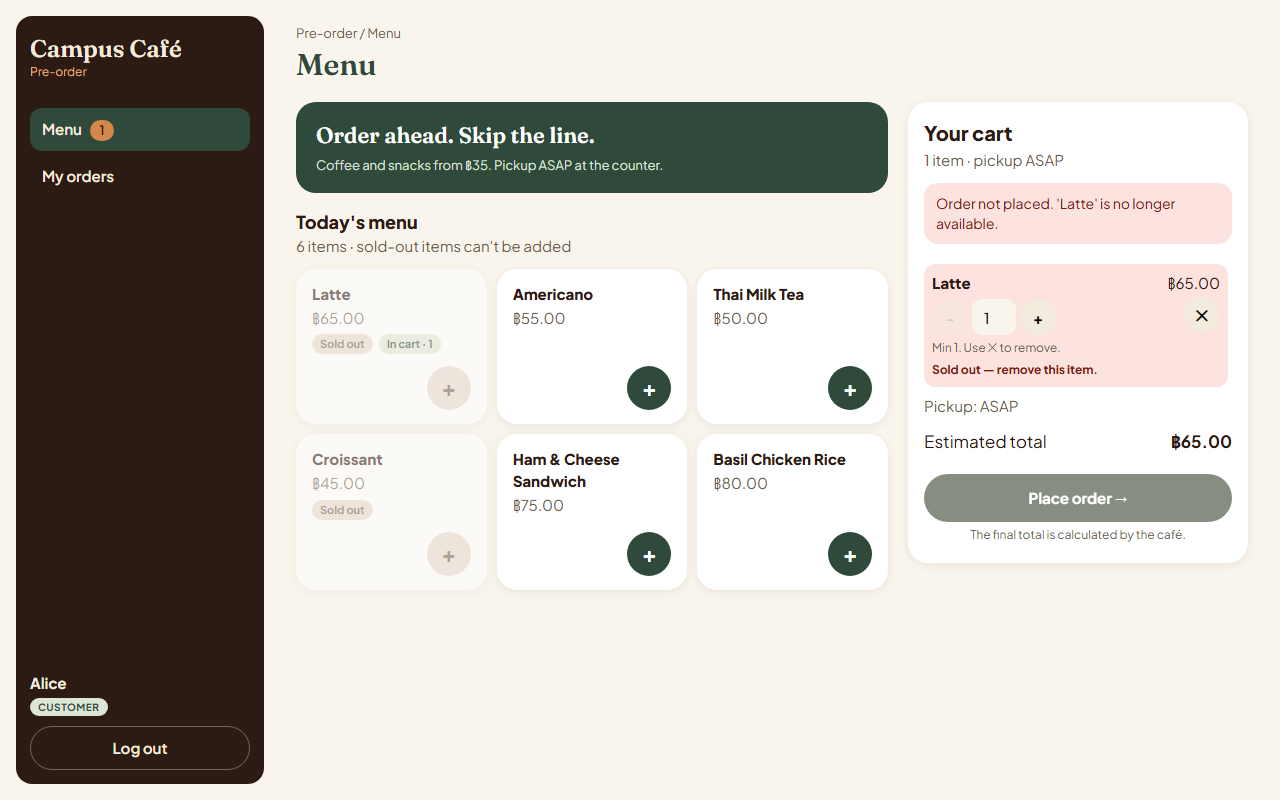 Campus Café
Pre-order
Menu 1
My orders
Alice
CUSTOMER
Log out
Pre-order / Menu
Menu
Order ahead. Skip the line.
Coffee and snacks from ฿35. Pickup ASAP at the counter.
Today's menu
6 items · sold-out items can't be added
Latte
฿65.00
Sold out In cart · 1
+
Americano
฿55.00
+
Thai Milk Tea
฿50.00
+
Croissant
฿45.00
Sold out
+
Ham & Cheese
Sandwich
฿75.00
+
Basil Chicken Rice
฿80.00
+
Your cart
1 item · pickup ASAP
Order not placed. 'Latte' is no longer
available.
Latte ฿65.00
− 1 + ✕
Min 1. Use ✕ to remove.
Sold out — remove this item.
Pickup: ASAP
Estimated total ฿65.00
Place order →
The final total is calculated by the café.